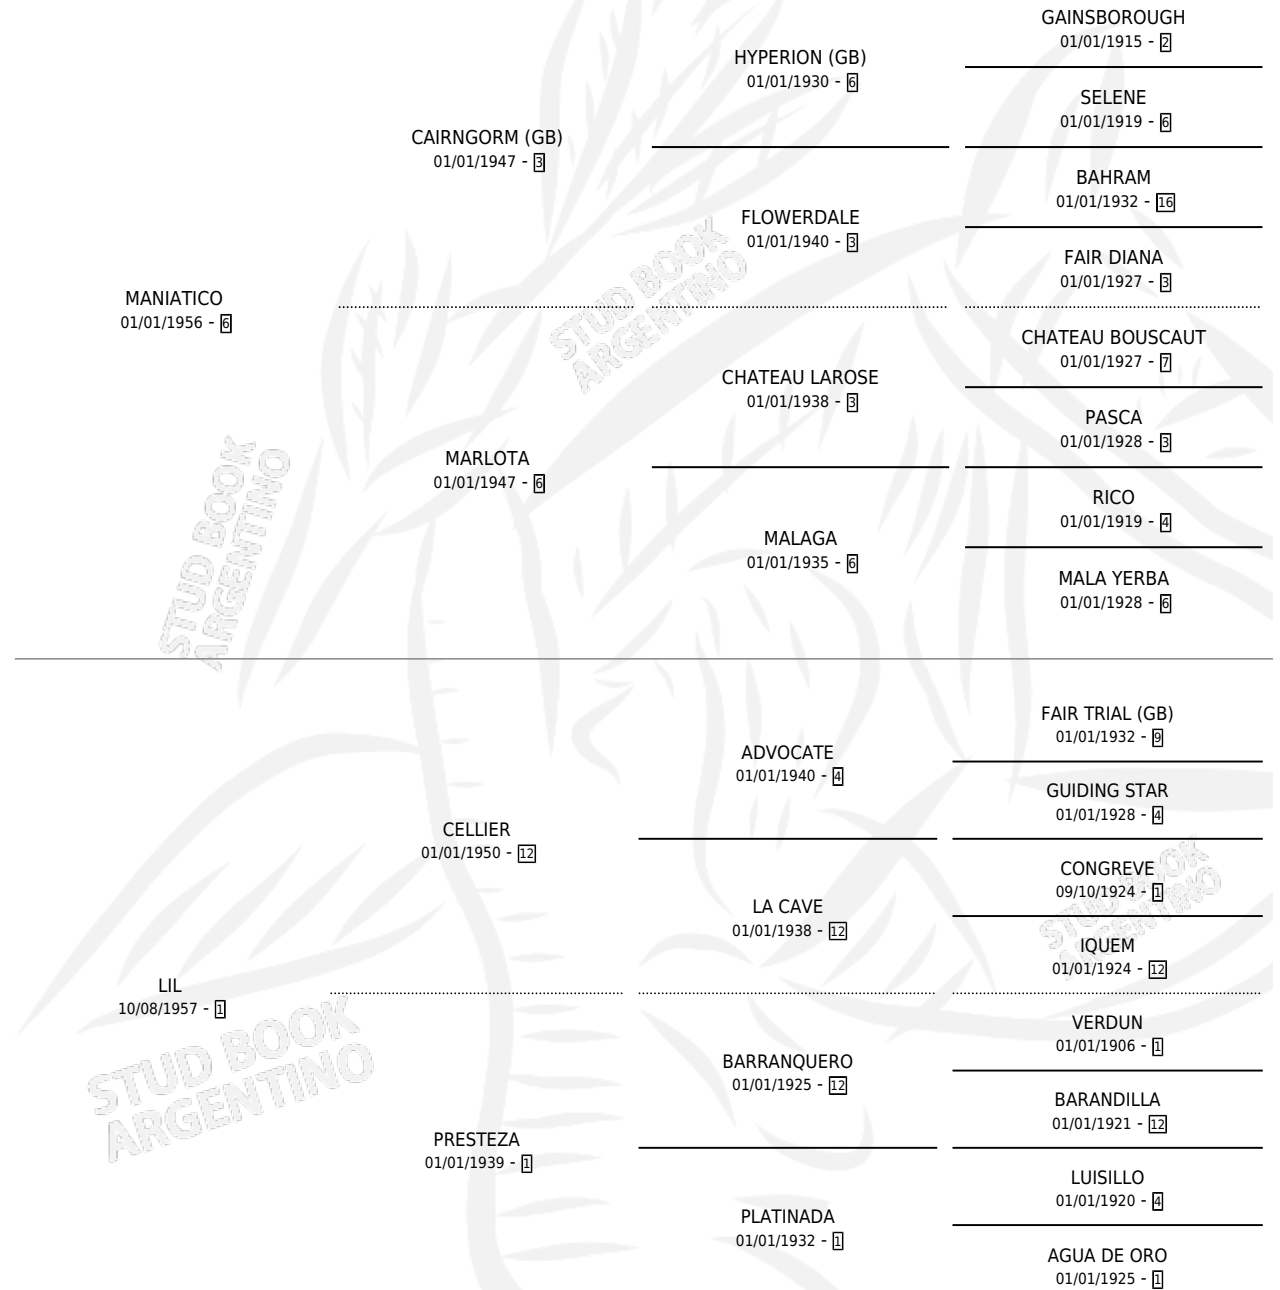 GAINSBOROUGH
01/01/1915 - 2
HYPERION (GB)
01/01/1930 - 6
SELENE
01/01/1919 - 6
CAIRNGORM (GB)
01/01/1947 - 3
BAHRAM
01/01/1932 - 16
FLOWERDALE
01/01/1940 - 3
FAIR DIANA
01/01/1927 - 3
MANIATICO
01/01/1956 - 6
CHATEAU BOUSCAUT
01/01/1927 - 7
CHATEAU LAROSE
01/01/1938 - 3
PASCA
01/01/1928 - 3
MARLOTA
01/01/1947 - 6
RICO
01/01/1919 - 4
MALAGA
01/01/1935 - 6
MALA YERBA
01/01/1928 - 6
FAIR TRIAL (GB)
01/01/1932 - 9
ADVOCATE
01/01/1940 - 4
GUIDING STAR
01/01/1928 - 4
CELLIER
01/01/1950 - 12
CONGREVE
09/10/1924 - 1
LA CAVE
01/01/1938 - 12
IQUEM
01/01/1924 - 12
LIL
10/08/1957 - 1
VERDUN
01/01/1906 - 1
BARRANQUERO
01/01/1925 - 12
BARANDILLA
01/01/1921 - 12
PRESTEZA
01/01/1939 - 1
LUISILLO
01/01/1920 - 4
PLATINADA
01/01/1932 - 1
AGUA DE ORO
01/01/1925 - 1
STUD BOOK
ARGENTINO
STUD BOOK
ARGENTINO
STUD BOOK
ARGENTINO
STUD BOOK
ARGENTINO